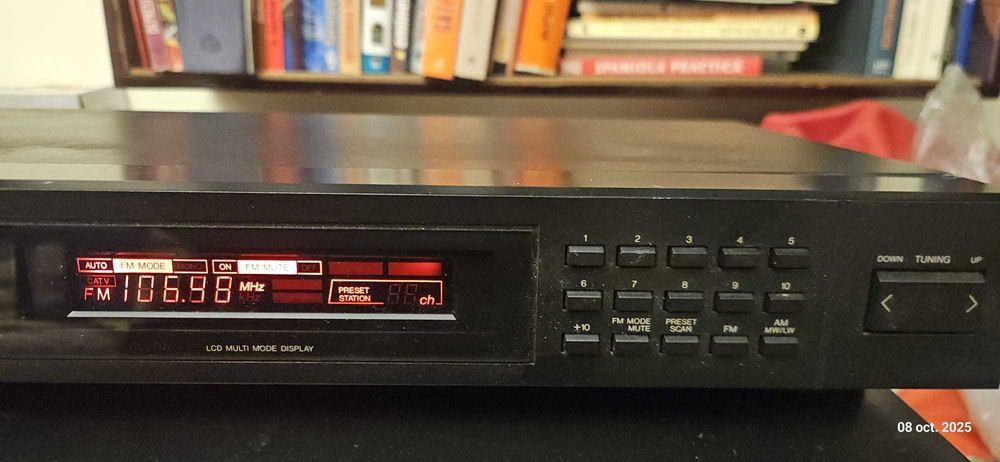 SPANIOLA PRACTICA
1 2 3 4 5
AUTO FM MODE MONO ON FM MUTE OFF
DOWN TUNING UP
CATV
FM 106.98 MHz
KHz
PRESET
STATION
ch
6 7 8 9 10
< >
+10 FM MODE MUTE PRESET SCAN FM AM MW/LW
LCD MULTI MODE DISPLAY
08 oct. 2025